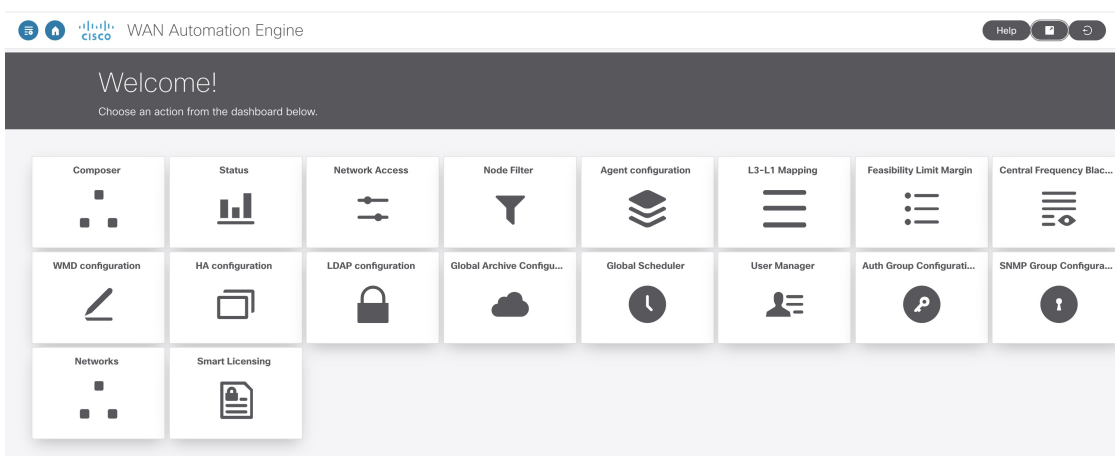 CISCO WAN Automation Engine
Help
Welcome!
Choose an action from the dashboard below.
Composer
Status
Network Access
Node Filter
Agent configuration
L3-L1 Mapping
Feasibility Limit Margin
Central Frequency Blac...
WMD configuration
HA configuration
LDAP configuration
Global Archive Configu...
Global Scheduler
User Manager
Auth Group Configurati...
SNMP Group Configura...
Networks
Smart Licensing